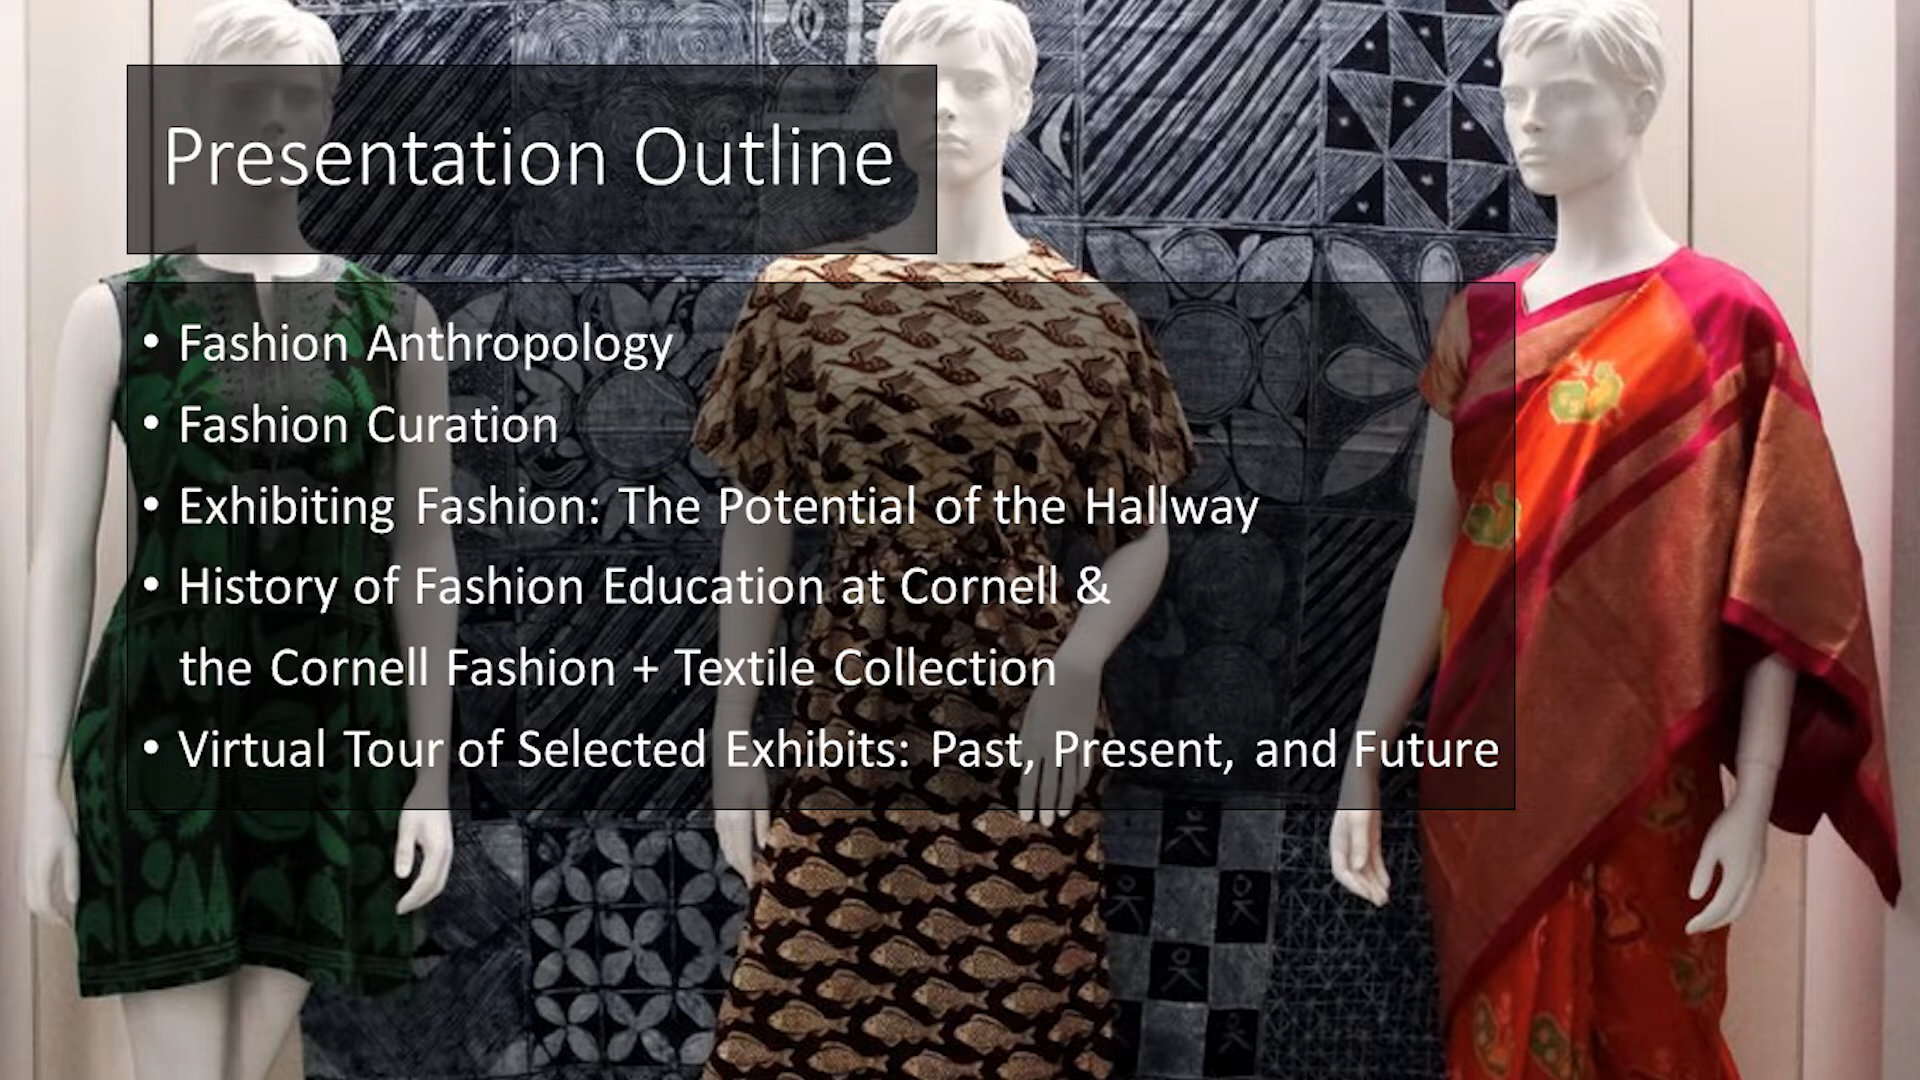 Presentation Outline
• Fashion Anthropology
• Fashion Curation
• Exhibiting Fashion: The Potential of the Hallway
• History of Fashion Education at Cornell &
the Cornell Fashion + Textile Collection
• Virtual Tour of Selected Exhibits: Past, Present, and Future